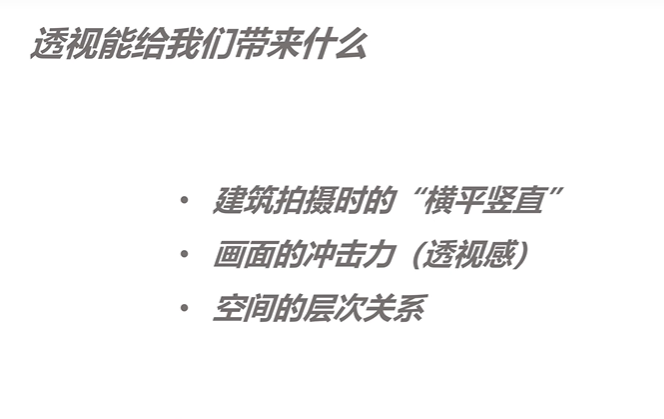 透视能给我们带来什么
• 建筑拍摄时的“横平竖直”
• 画面的冲击力（透视感）
• 空间的层次关系